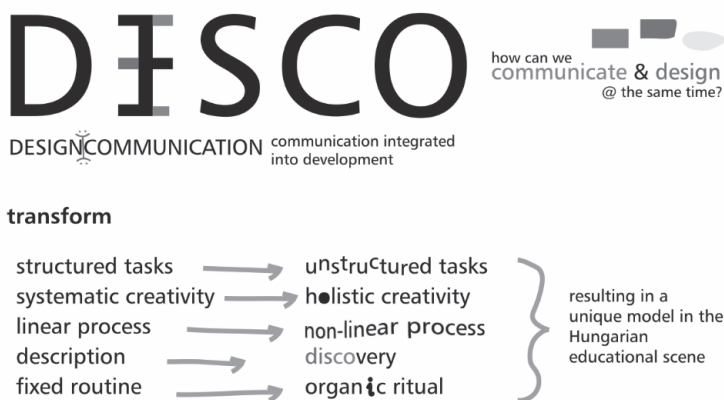 DISCO
how can we
communicate & design
@ the same time?
DESIGNCOMMUNICATION
communication integrated
into development
transform
structured tasks
unstructured tasks
systematic creativity
holistic creativity
linear process
non-linear process
description
discovery
fixed routine
organic ritual
resulting in a
unique model in the
Hungarian
educational scene